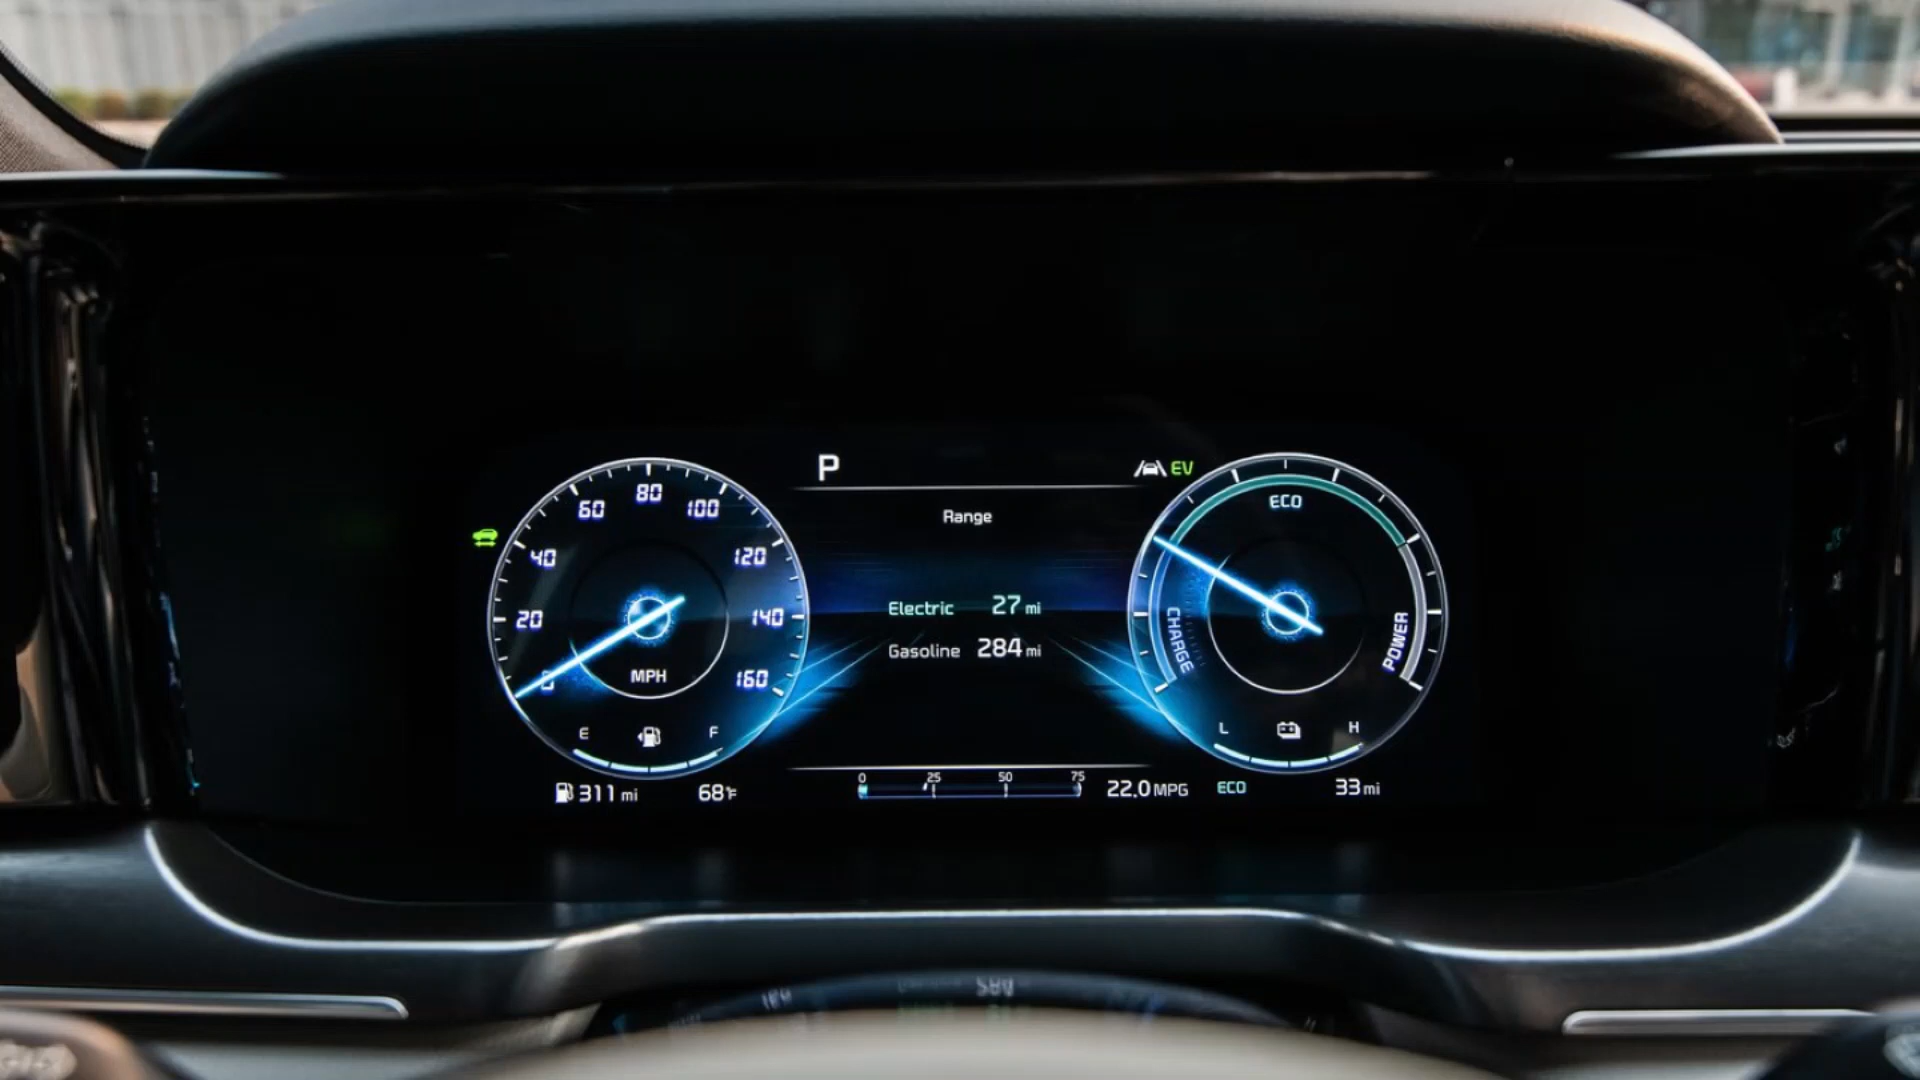 P
EV
Range
Electric 27 mi
Gasoline 284 mi
0 20 40 60 80 100 120 140 160
MPH
E F
311 mi 68°F
0 25 50 75
22.0 MPG
ECO
CHARGE
POWER
L H
ECO 33 mi